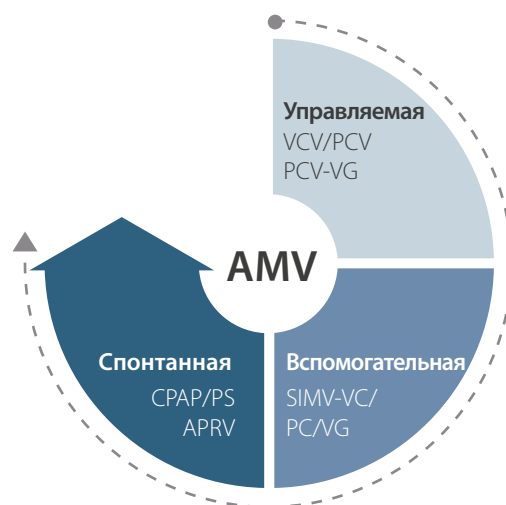 Управляемая
VCV/PCV
PCV-VG
AMV
Спонтанная
CPAP/PS
APRV
Вспомогательная
SIMV-VC/
PC/VG